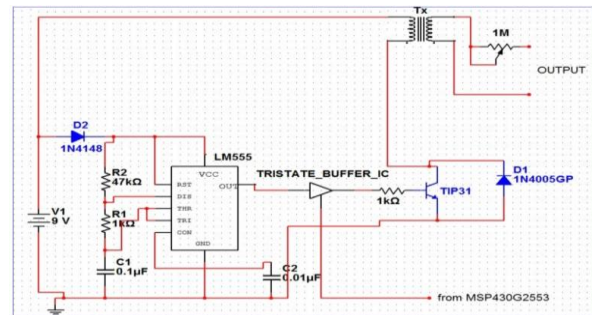 Tx
1M
OUTPUT
D2
1N4148
LM555
VCC
R2
47kΩ
RST
OUT
DIS
THR
TRI
CON
GND
TRISTATE_BUFFER_IC
1kΩ
TIP31
D1
1N4005GP
V1
9 V
R1
1kΩ
C1
0.1µF
C2
0.01µF
from MSP430G2553